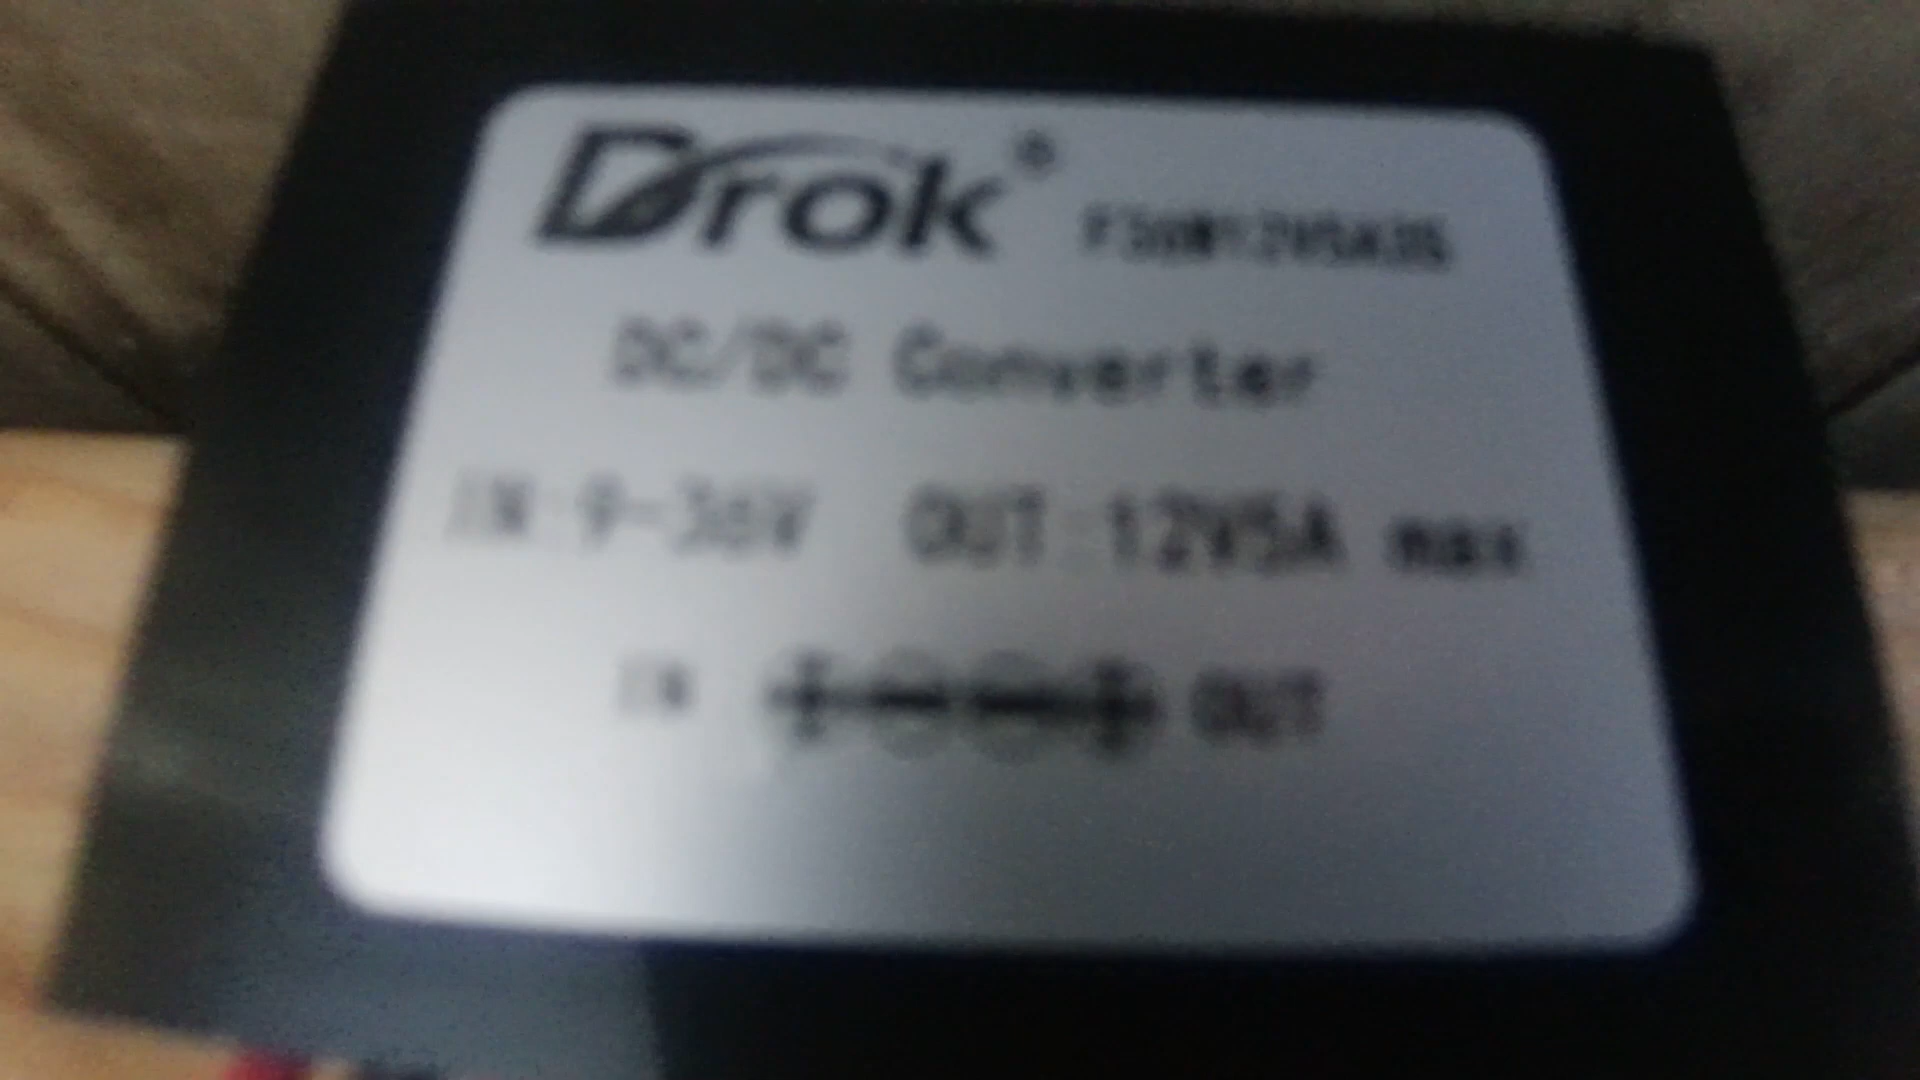 Drok®
DC/DC Converter
IN:9-36V OUT:12V5A max
IN OUT